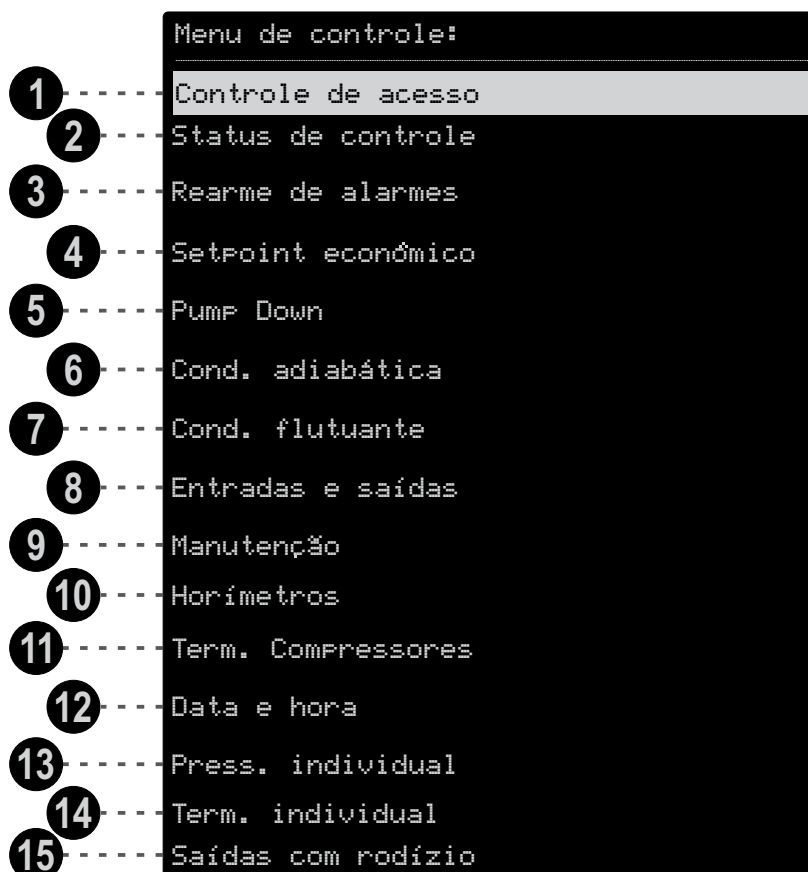 Menu de controle:
1 Controle de acesso
2 Status de controle
3 Rearme de alarmes
4 Setpoint econômico
5 Pump Down
6 Cond. adiabática
7 Cond. flutuante
8 Entradas e saídas
9 Manutenção
10 Horímetros
11 Term. Compressores
12 Data e hora
13 Press. individual
14 Term. individual
15 Saídas com rodízio